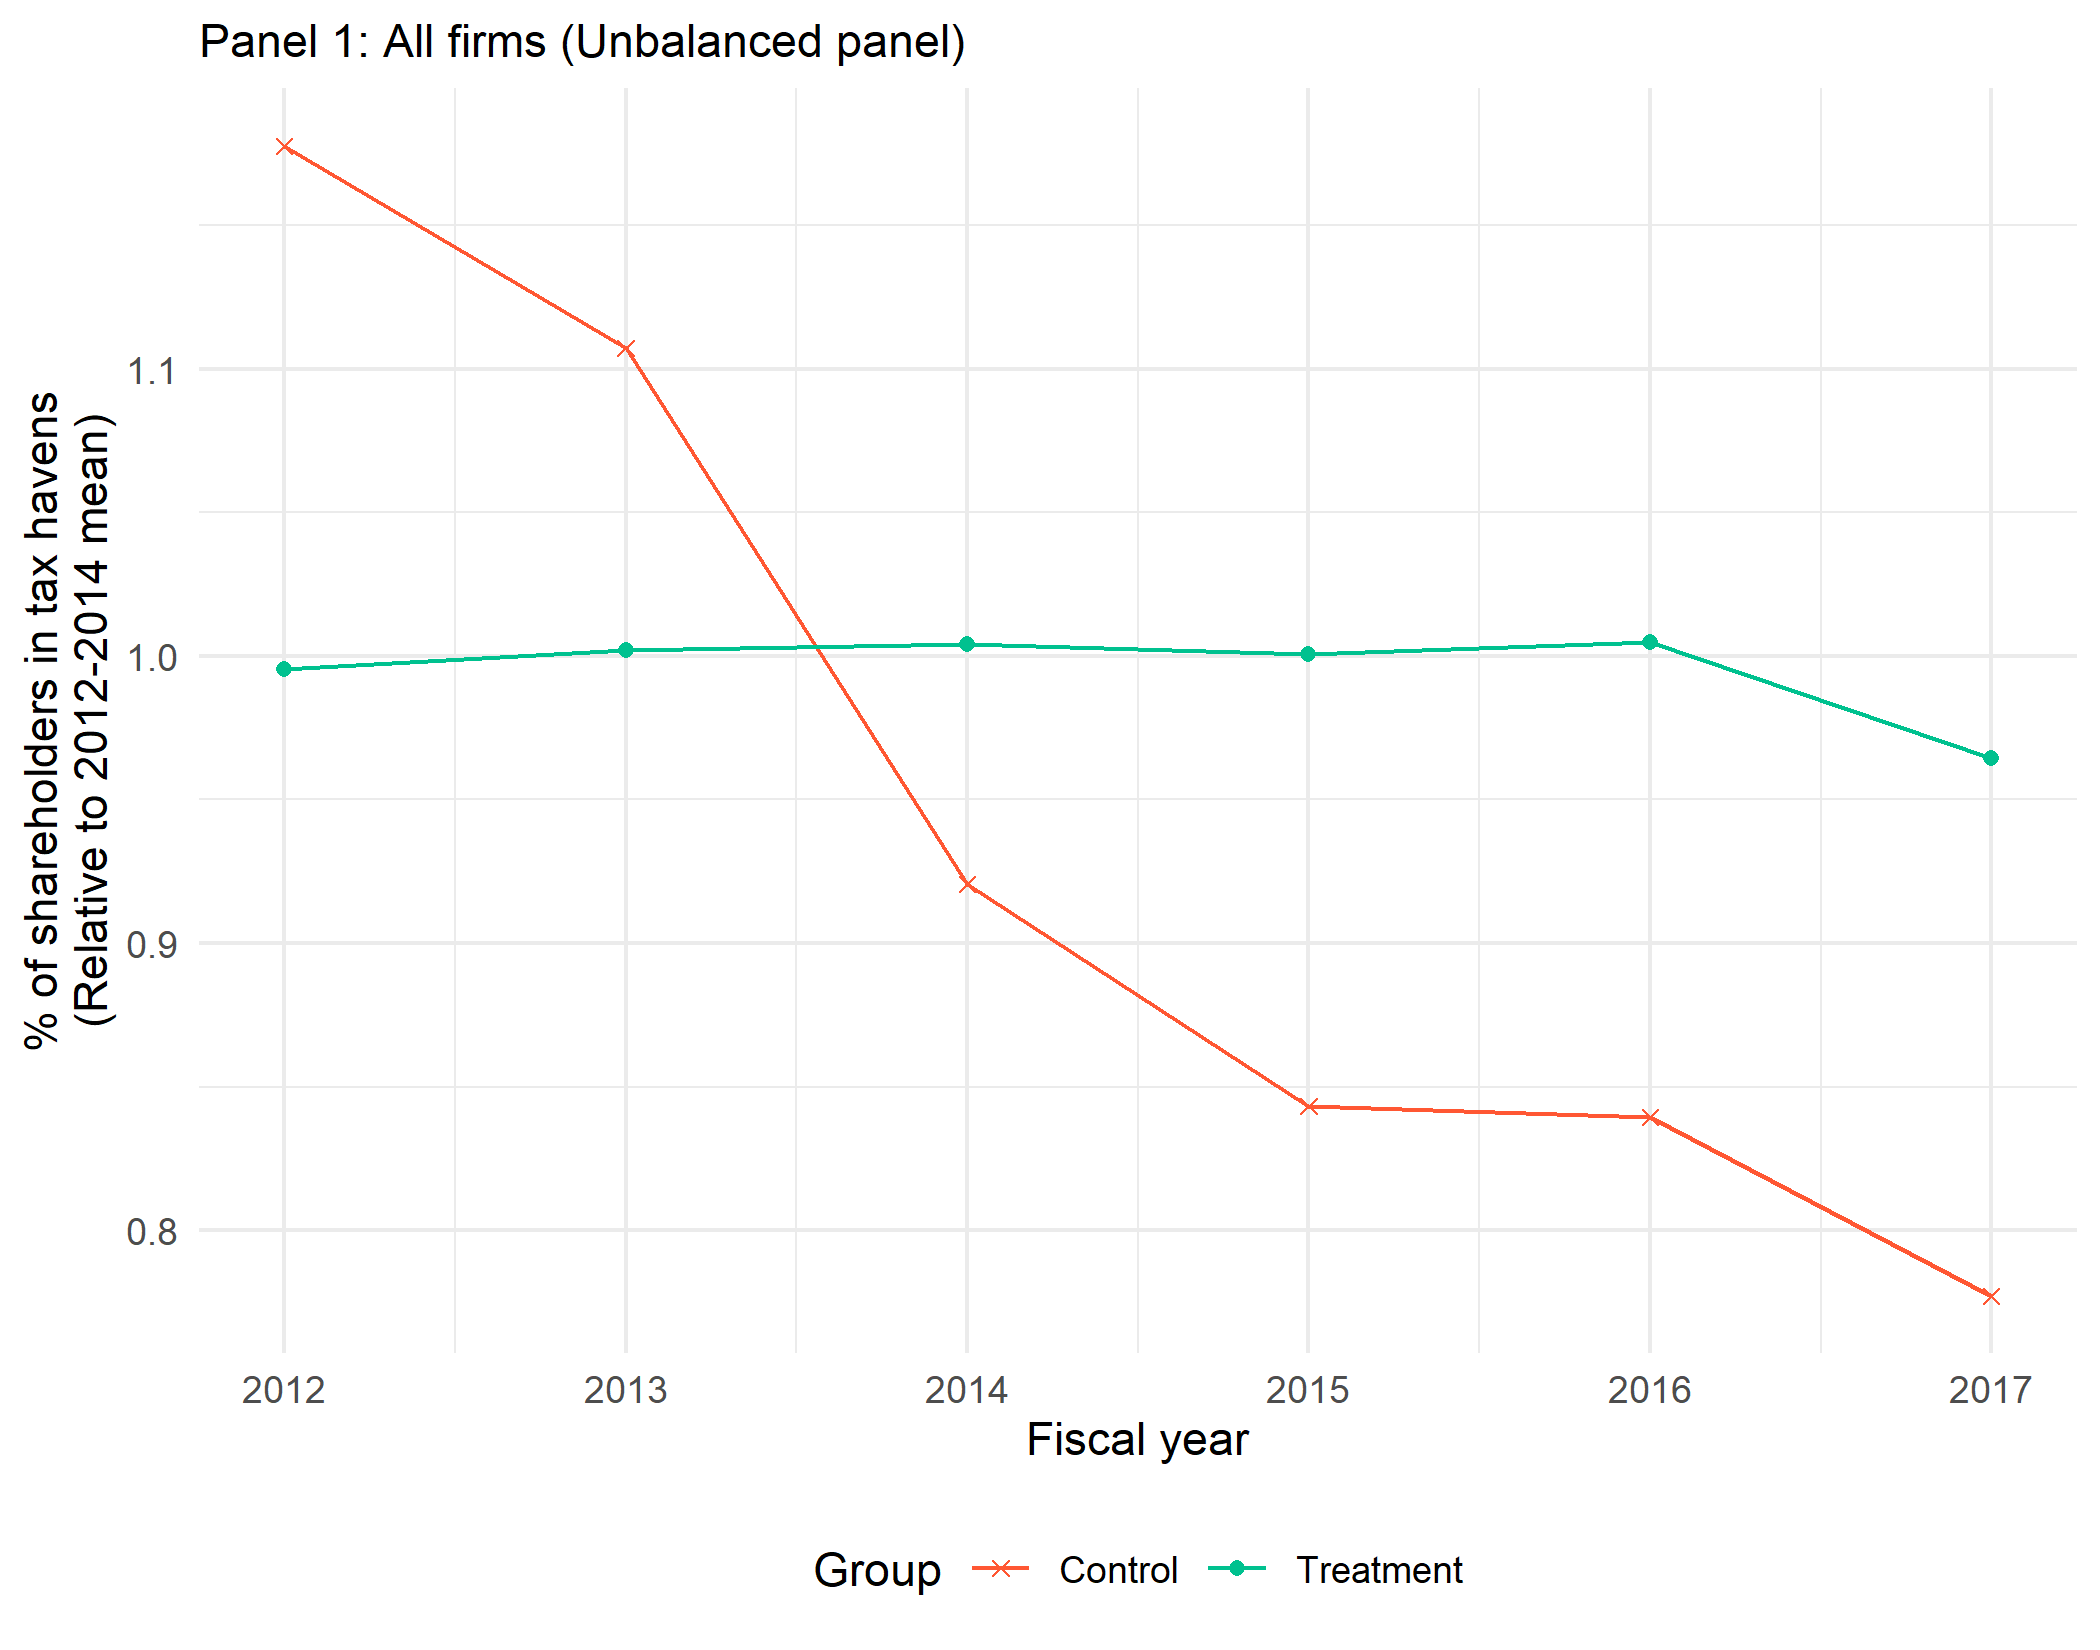 Panel 1: All firms (Unbalanced panel)
% of shareholders in tax havens
(Relative to 2012-2014 mean)
1.1
1.0
0.9
0.8
2012 2013 2014 2015 2016 2017
Fiscal year
Group Control Treatment